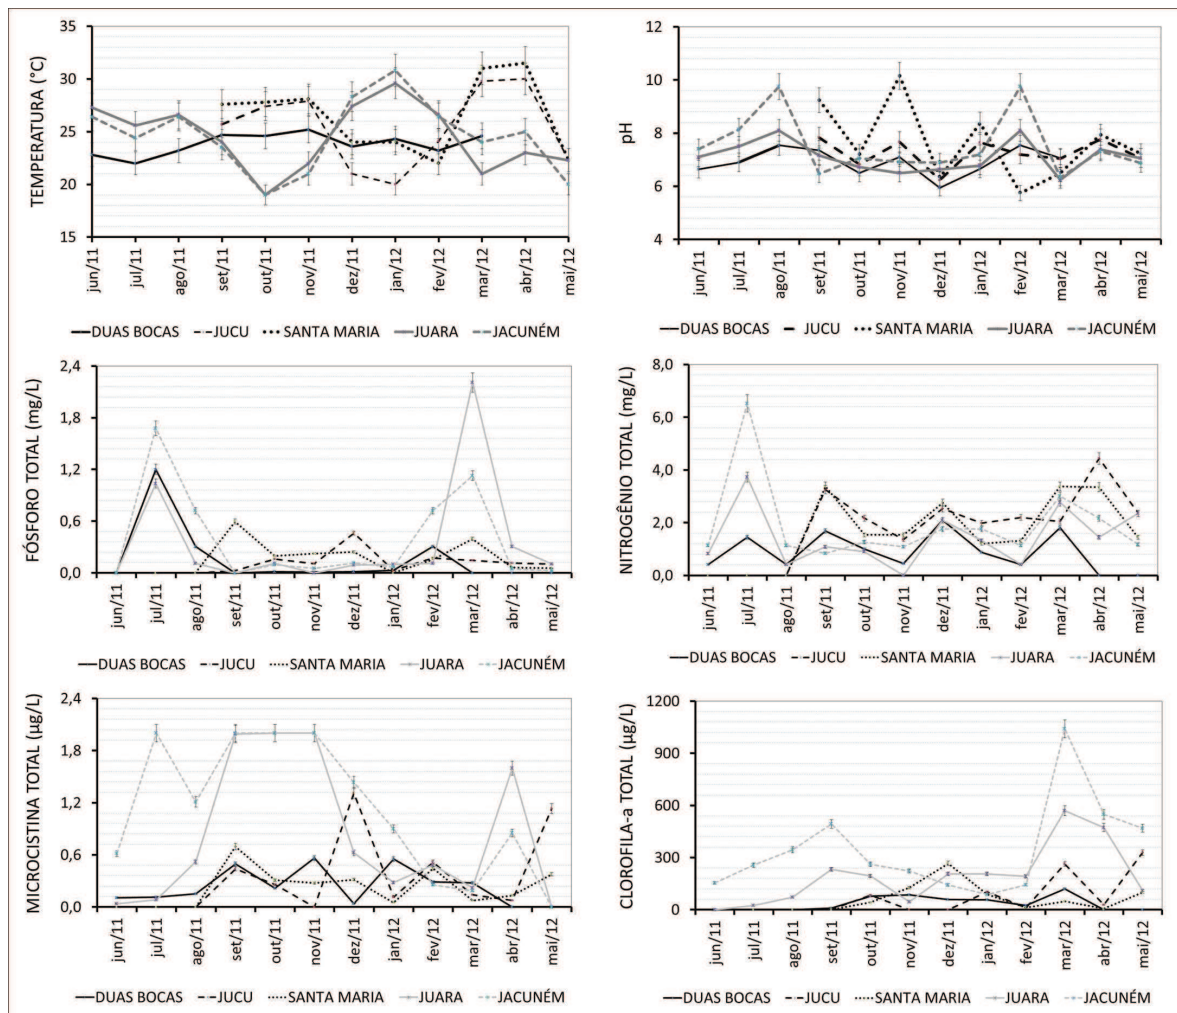 TEMPERATURA (°C)
35
30
25
20
15
jun/11 jul/11 ago/11 set/11 out/11 nov/11 dez/11 jan/12 fev/12 mar/12 abr/12 mai/12
DUAS BOCAS JUCU SANTA MARIA JUARA JACUNÉM
pH
12
10
8
6
4
jun/11 jul/11 ago/11 set/11 out/11 nov/11 dez/11 jan/12 fev/12 mar/12 abr/12 mai/12
DUAS BOCAS JUCU SANTA MARIA JUARA JACUNÉM
FÓSFORO TOTAL (mg/L)
2,4
1,8
1,2
0,6
0,0
jun/11 jul/11 ago/11 set/11 out/11 nov/11 dez/11 jan/12 fev/12 mar/12 abr/12 mai/12
DUAS BOCAS JUCU SANTA MARIA JUARA JACUNÉM
NITROGÊNIO TOTAL (mg/L)
8,0
6,0
4,0
2,0
0,0
jun/11 jul/11 ago/11 set/11 out/11 nov/11 dez/11 jan/12 fev/12 mar/12 abr/12 mai/12
DUAS BOCAS JUCU SANTA MARIA JUARA JACUNÉM
MICROCISTINA TOTAL (µg/L)
2,4
1,8
1,2
0,6
0,0
jun/11 jul/11 ago/11 set/11 out/11 nov/11 dez/11 jan/12 fev/12 mar/12 abr/12 mai/12
DUAS BOCAS JUCU SANTA MARIA JUARA JACUNÉM
CLOROFILA-a TOTAL (µg/L)
1200
900
600
300
0
jun/11 jul/11 ago/11 set/11 out/11 nov/11 dez/11 jan/12 fev/12 mar/12 abr/12 mai/12
DUAS BOCAS JUCU SANTA MARIA JUARA JACUNÉM